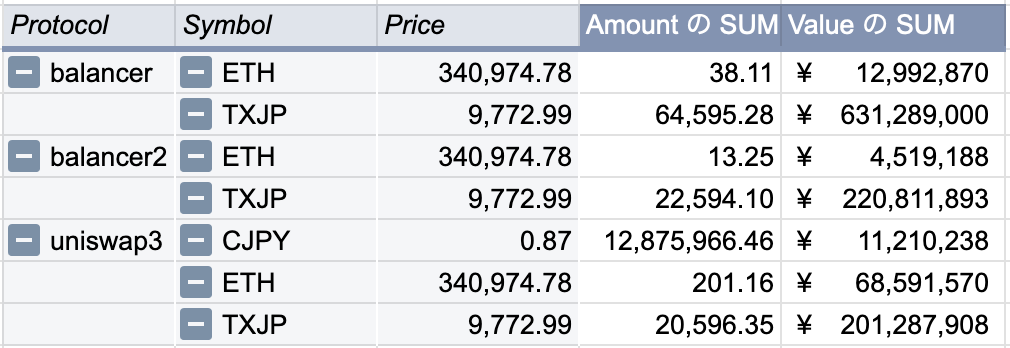 Protocol Symbol Price Amount の SUM Value の SUM
balancer ETH 340,974.78 38.11 ¥ 12,992,870
TXJP 9,772.99 64,595.28 ¥ 631,289,000
balancer2 ETH 340,974.78 13.25 ¥ 4,519,188
TXJP 9,772.99 22,594.10 ¥ 220,811,893
uniswap3 CJPY 0.87 12,875,966.46 ¥ 11,210,238
ETH 340,974.78 201.16 ¥ 68,591,570
TXJP 9,772.99 20,596.35 ¥ 201,287,908